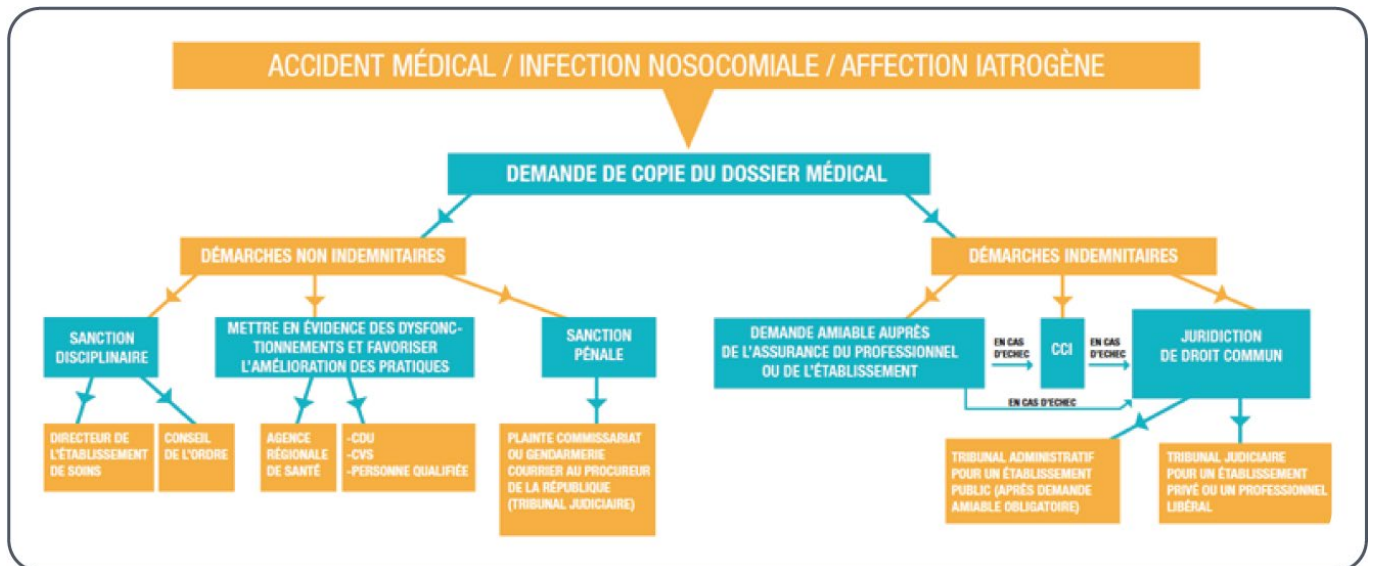 ACCIDENT MÉDICAL / INFECTION NOSOCOMIALE / AFFECTION IATROGÈNE
DEMANDE DE COPIE DU DOSSIER MÉDICAL
DÉMARCHES NON INDEMNITAIRES
DÉMARCHES INDEMNITAIRES
SANCTION
DISCIPLINAIRE
METTRE EN ÉVIDENCE DES DYSFONC-
TIONNEMENTS ET FAVORISER
L'AMÉLIORATION DES PRATIQUES
SANCTION
PÉNALE
DEMANDE AMIABLE AUPRÈS
DE L'ASSURANCE DU PROFESSIONNEL
OU DE L'ÉTABLISSEMENT
EN CAS
D'ECHEC
CCI
EN CAS
D'ECHEC
JURIDICTION
DE DROIT COMMUN
EN CAS D'ECHEC
DIRECTEUR DE
L'ÉTABLISSEMENT
DE SOINS
CONSEIL
DE L'ORDRE
AGENCE
RÉGIONALE
DE SANTÉ
-CDU
-CVS
-PERSONNE QUALIFIÉE
PLAINTE COMMISSARIAT
OU GENDARMERIE
COURRIER AU PROCUREUR
DE LA RÉPUBLIQUE
(TRIBUNAL JUDICIAIRE)
TRIBUNAL ADMINISTRATIF
POUR UN ÉTABLISSEMENT
PUBLIC (APRÈS DEMANDE
AMIABLE OBLIGATOIRE)
TRIBUNAL JUDICIAIRE
POUR UN ÉTABLISSEMENT
PRIVÉ OU UN PROFESSIONNEL
LIBÉRAL